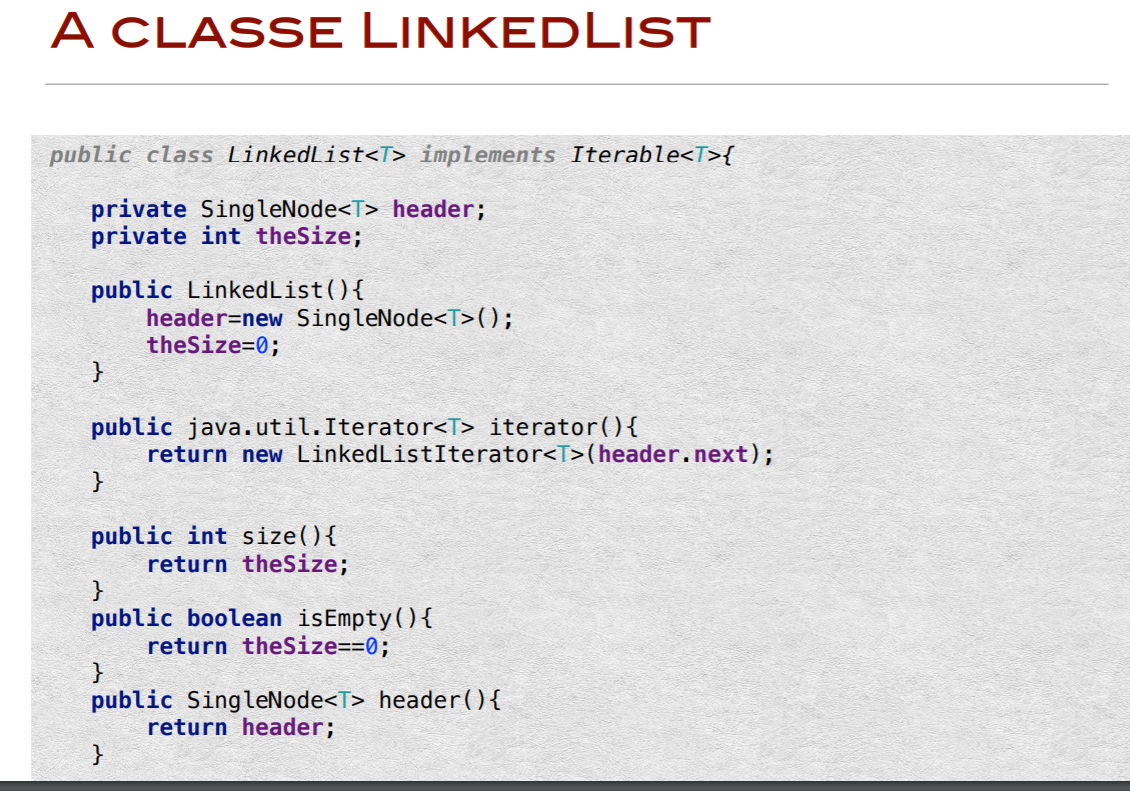 A CLASSE LINKEDLIST
public class LinkedList<T> implements Iterable<T>{
private SingleNode<T> header;
private int theSize;
public LinkedList(){
header=new SingleNode<T>();
theSize=0;
}
public java.util.Iterator<T> iterator(){
return new LinkedListIterator<T>(header.next);
}
public int size(){
return theSize;
}
public boolean isEmpty(){
return theSize==0;
}
public SingleNode<T> header(){
return header;
}